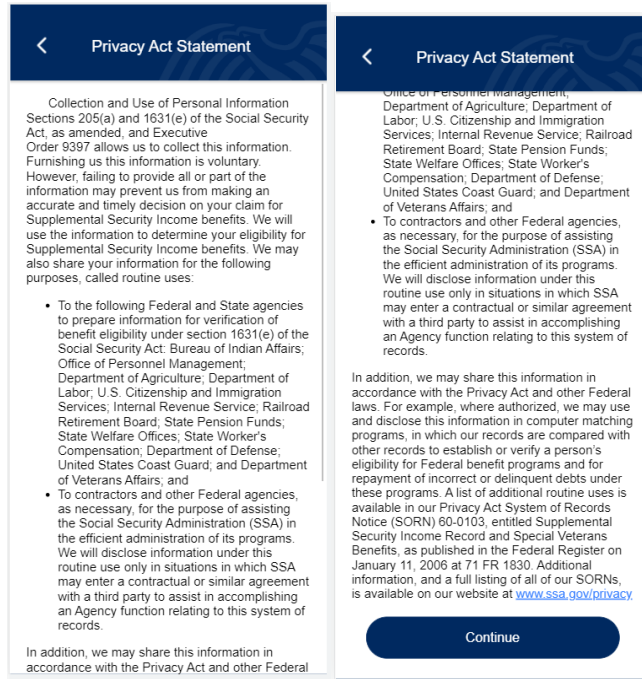 Privacy Act Statement
Collection and Use of Personal Information
Sections 205(a) and 1631(e) of the Social Security
Act, as amended, and Executive
Order 9397 allows us to collect this information.
Furnishing us this information is voluntary.
However, failing to provide all or part of the
information may prevent us from making an
accurate and timely decision on your claim for
Supplemental Security Income benefits. We will
use the information to determine your eligibility for
Supplemental Security Income benefits. We may
also share your information for the following
purposes, called routine uses:
• To the following Federal and State agencies
to prepare information for verification of
benefit eligibility under section 1631(e) of the
Social Security Act: Bureau of Indian Affairs;
Office of Personnel Management;
Department of Agriculture; Department of
Labor; U.S. Citizenship and Immigration
Services; Internal Revenue Service; Railroad
Retirement Board; State Pension Funds;
State Welfare Offices; State Worker's
Compensation; Department of Defense;
United States Coast Guard; and Department
of Veterans Affairs; and
• To contractors and other Federal agencies,
as necessary, for the purpose of assisting
the Social Security Administration (SSA) in
the efficient administration of its programs.
We will disclose information under this
routine use only in situations in which SSA
may enter a contractual or similar agreement
with a third party to assist in accomplishing
an Agency function relating to this system of
records.
In addition, we may share this information in
accordance with the Privacy Act and other Federal
Privacy Act Statement
Office of Personnel Management;
Department of Agriculture; Department of
Labor; U.S. Citizenship and Immigration
Services; Internal Revenue Service; Railroad
Retirement Board; State Pension Funds;
State Welfare Offices; State Worker's
Compensation; Department of Defense;
United States Coast Guard; and Department
of Veterans Affairs; and
• To contractors and other Federal agencies,
as necessary, for the purpose of assisting
the Social Security Administration (SSA) in
the efficient administration of its programs.
We will disclose information under this
routine use only in situations in which SSA
may enter a contractual or similar agreement
with a third party to assist in accomplishing
an Agency function relating to this system of
records.
In addition, we may share this information in
accordance with the Privacy Act and other Federal
laws. For example, where authorized, we may use
and disclose this information in computer matching
programs, in which our records are compared with
other records to establish or verify a person's
eligibility for Federal benefit programs and for
repayment of incorrect or delinquent debts under
these programs. A list of additional routine uses is
available in our Privacy Act System of Records
Notice (SORN) 60-0103, entitled Supplemental
Security Income Record and Special Veterans
Benefits, as published in the Federal Register on
January 11, 2006 at 71 FR 1830. Additional
information, and a full listing of all of our SORNs,
is available on our website at www.ssa.gov/privacy
Continue